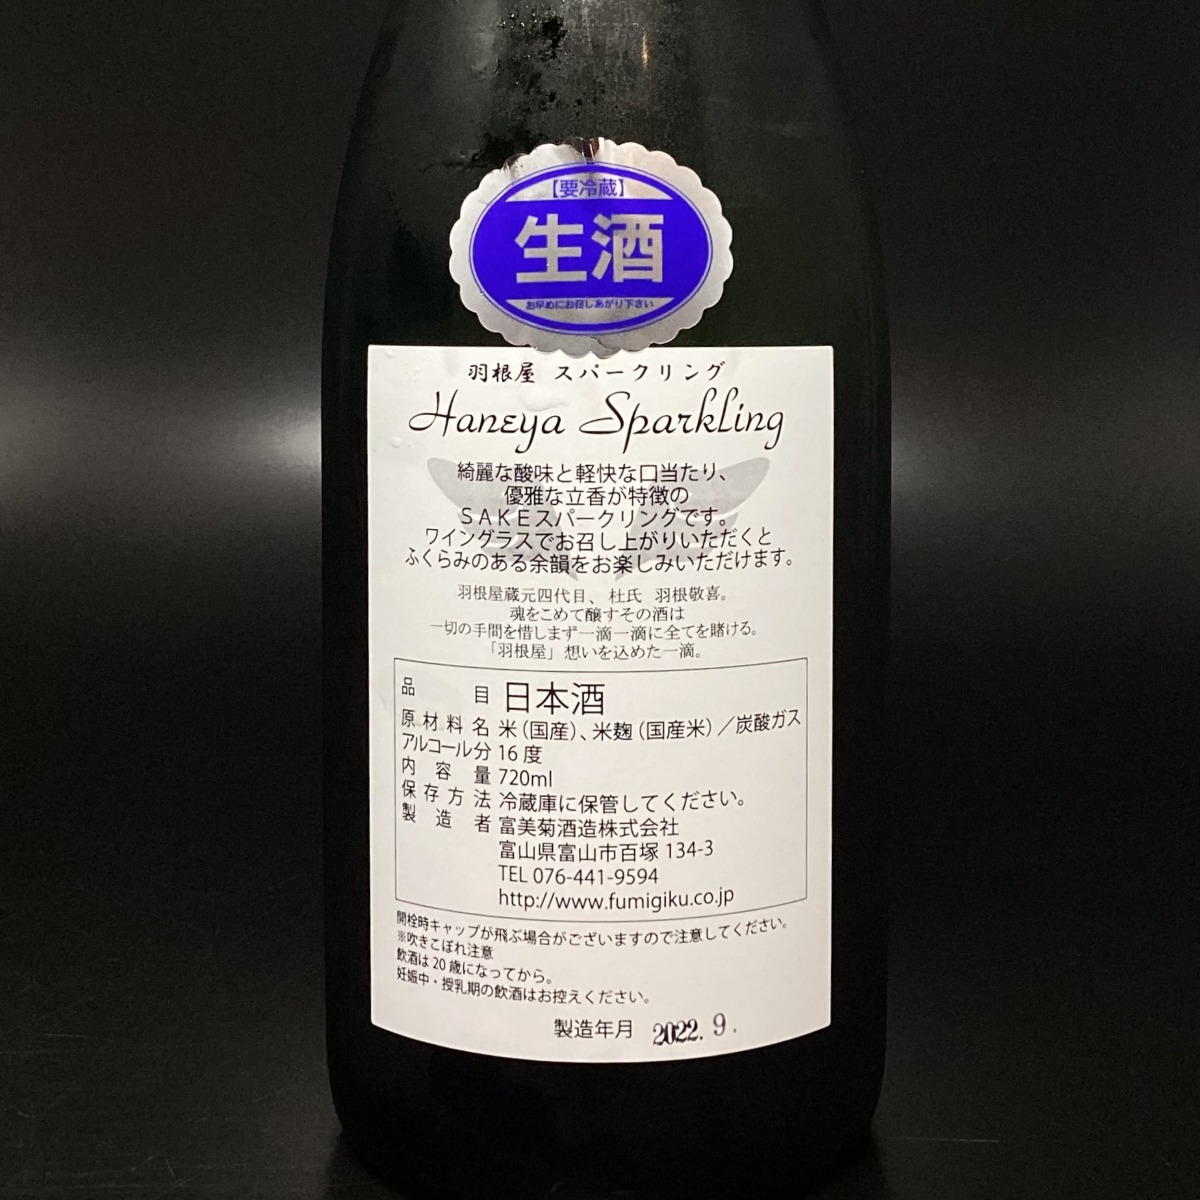 【要冷蔵】
生酒
お早めにお召しあがり下さい
羽根屋 スパークリング
Haneya Sparkling
綺麗な酸味と軽快な口当たり、
優雅な立香が特徴の
SAKEスパークリングです。
ワイングラスでお召し上がりいただくと
ふくらみのある余韻をお楽しみいただけます。
羽根屋蔵元四代目、杜氏 羽根敬喜。
魂をこめて醸すその酒は
一切の手間を惜しまず一滴一滴に全てを賭ける。
「羽根屋」想いを込めた一滴。
品目 日本酒
原材料名 米（国産）、米麹（国産米）／炭酸ガス
アルコール分 16度
内容量 720ml
保存方法 冷蔵庫に保管してください。
製造者 富美菊酒造株式会社
富山県富山市百塚 134-3
TEL 076-441-9594
http://www.fumigiku.co.jp
開栓時キャップが飛ぶ場合がございますので注意してください。
※吹きこぼれ注意
飲酒は20歳になってから。
妊娠中・授乳期の飲酒はお控えください。
製造年月 2022. 9.